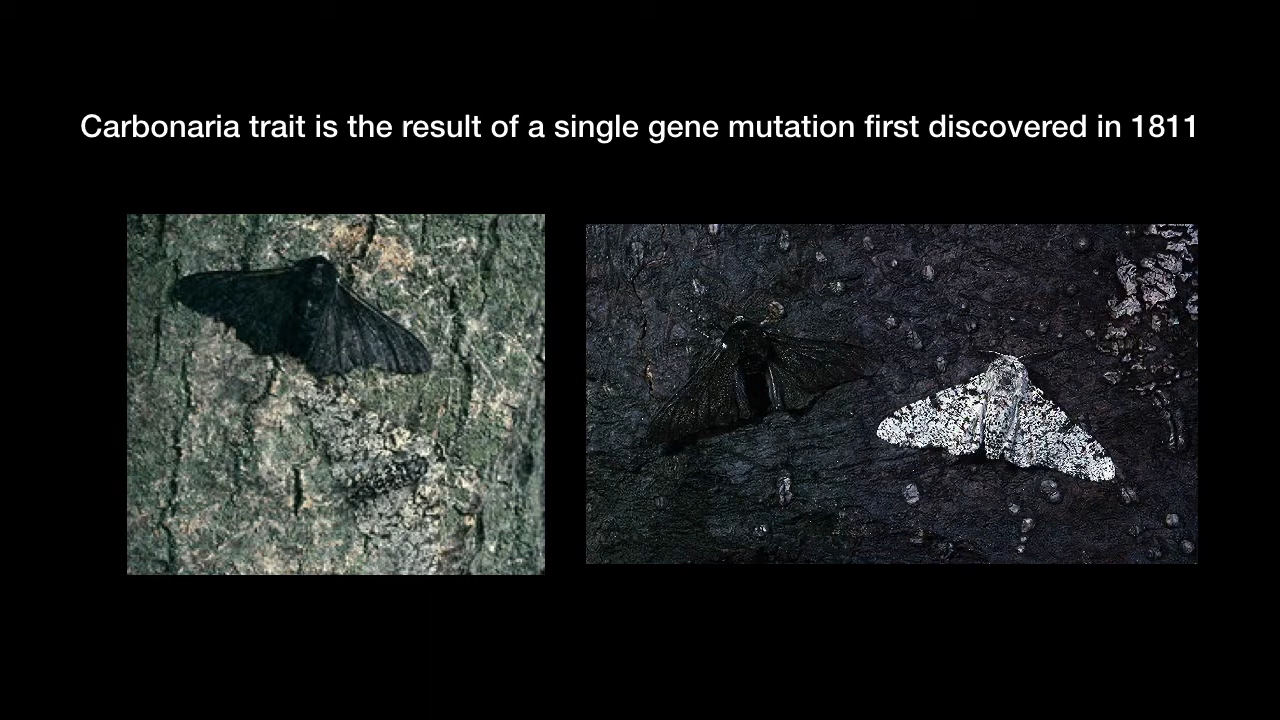 Carbonaria trait is the result of a single gene mutation first discovered in 1811